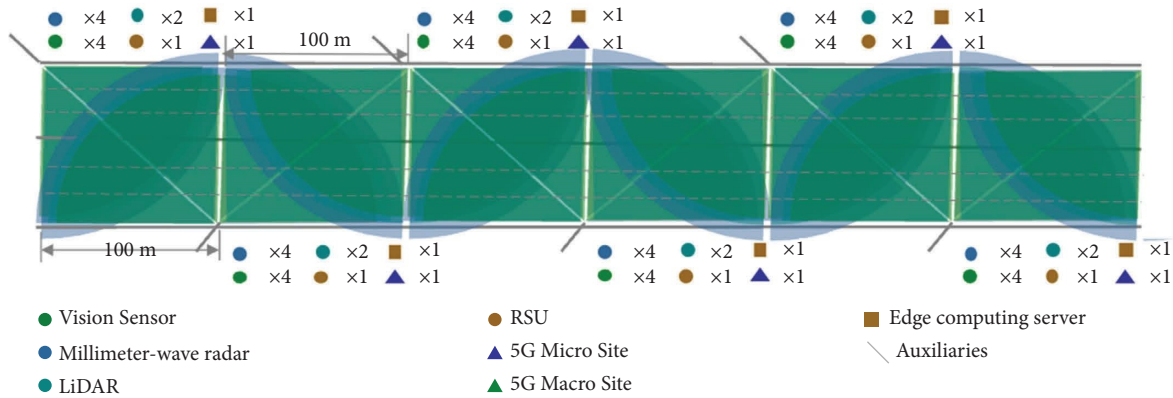 ×4 ×2 ×1 ×4 ×2 ×1 ×4 ×2 ×1
×4 ×1 ×1 ×4 ×1 ×1 ×4 ×1 ×1
100 m
100 m
×4 ×2 ×1 ×4 ×2 ×1 ×4 ×2 ×1
×4 ×1 ×1 ×4 ×1 ×1 ×4 ×1 ×1
Vision Sensor RSU Edge computing server
Millimeter-wave radar 5G Micro Site Auxiliaries
LiDAR 5G Macro Site